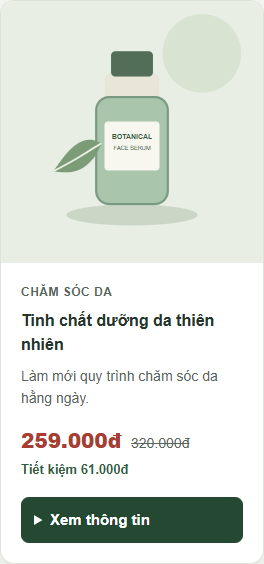 BOTANICAL
FACE SERUM
CHĂM SÓC DA
Tinh chất dưỡng da thiên
nhiên
Làm mới quy trình chăm sóc da
hằng ngày.
259.000đ 320.000đ
Tiết kiệm 61.000đ
Xem thông tin